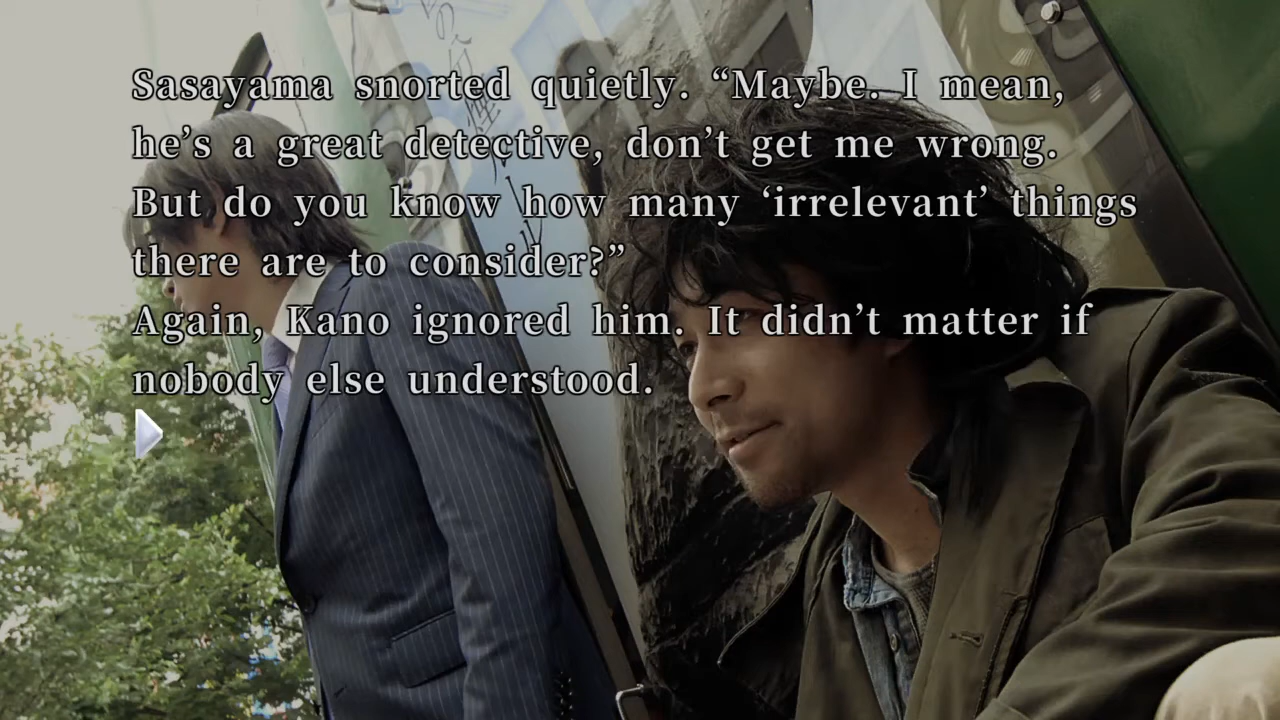 Sasayama snorted quietly. “Maybe. I mean,
he’s a great detective, don’t get me wrong.
But do you know how many ‘irrelevant’ things
there are to consider?”
Again, Kano ignored him. It didn’t matter if
nobody else understood.